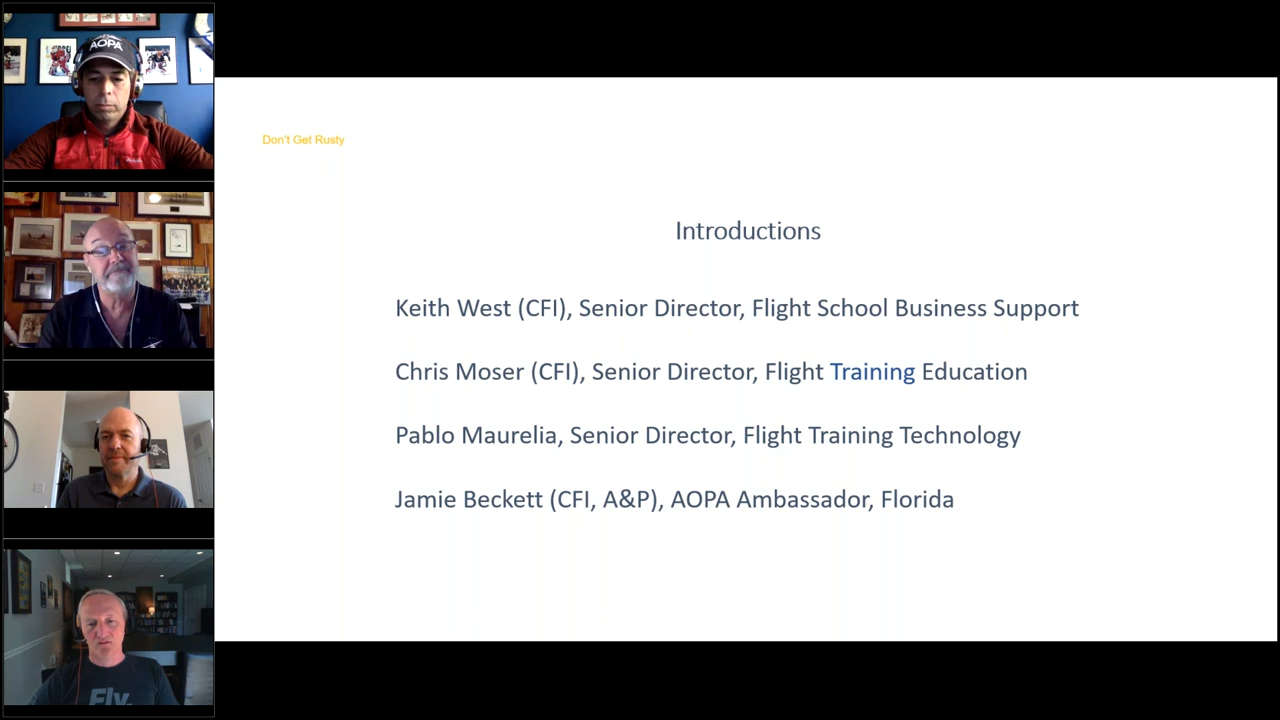 AOPA
Don't Get Rusty
Introductions
Keith West (CFI), Senior Director, Flight School Business Support
Chris Moser (CFI), Senior Director, Flight Training Education
Pablo Maurelia, Senior Director, Flight Training Technology
Jamie Beckett (CFI, A&P), AOPA Ambassador, Florida
Fly.